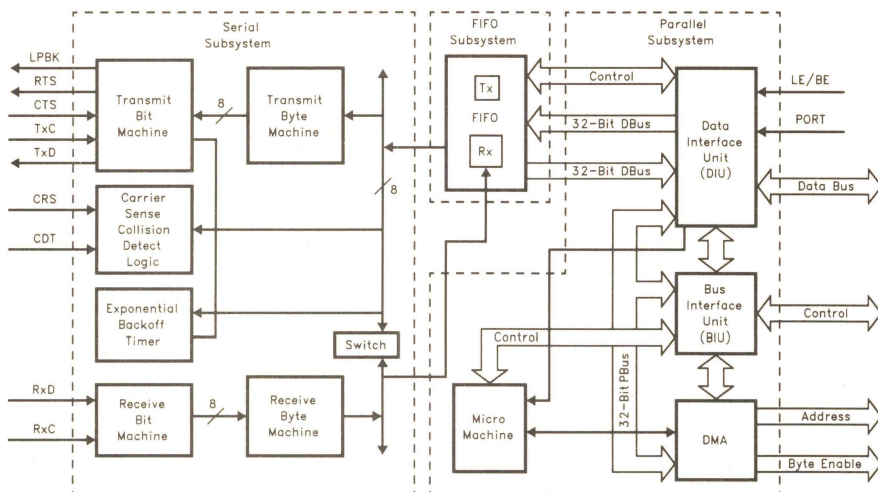 Serial
Subsystem
FIFO
Subsystem
Parallel
Subsystem
LPBK
RTS
CTS
TxC
TxD
Transmit
Bit
Machine
8
Transmit
Byte
Machine
8
Tx
FIFO
Rx
Control
32-Bit DBus
32-Bit DBus
Data
Interface
Unit
(DIU)
LE/BE
PORT
Data Bus
CRS
CDT
Carrier
Sense
Collision
Detect
Logic
Exponential
Backoff
Timer
Switch
Control
Bus
Interface
Unit
(BIU)
Control
32-Bit PBus
RxD
RxC
Receive
Bit
Machine
8
Receive
Byte
Machine
Micro
Machine
DMA
Address
Byte Enable